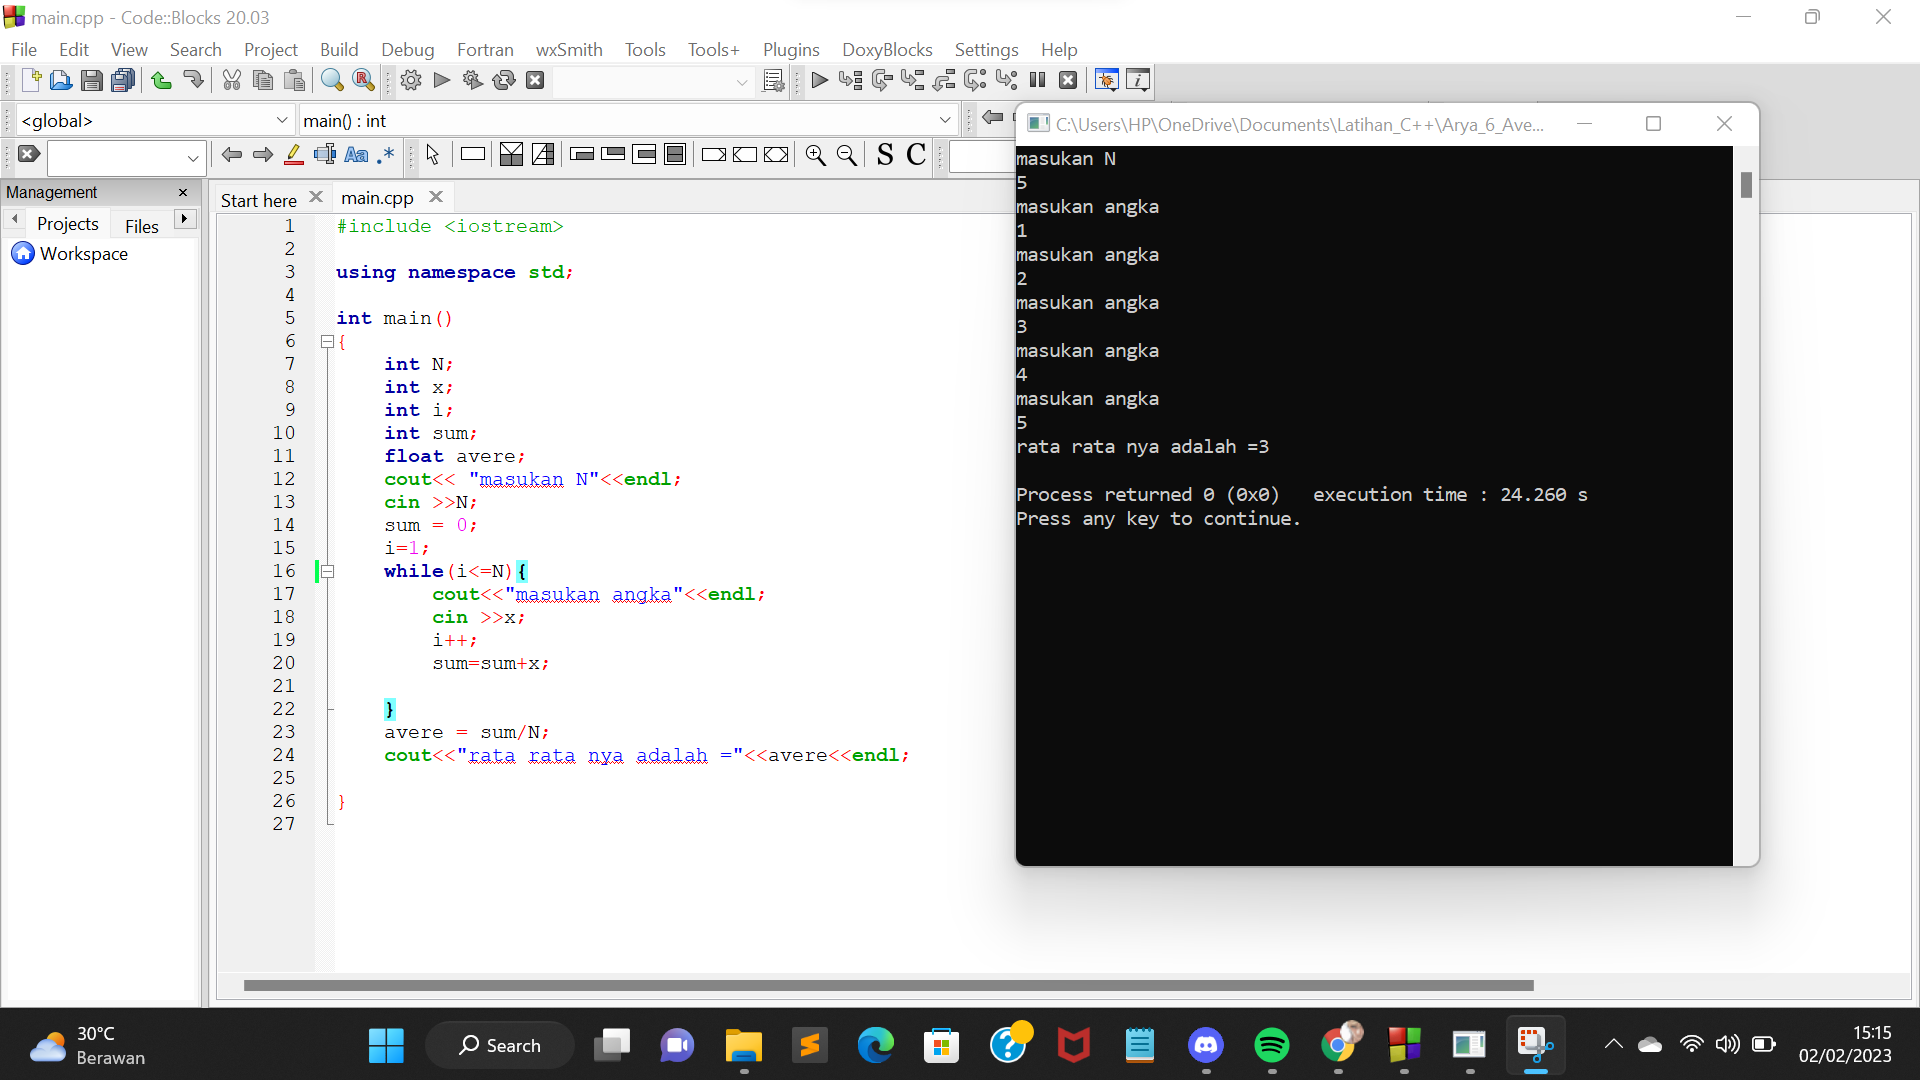 main.cpp - Code::Blocks 20.03
File Edit View Search Project Build Debug Fortran wxSmith Tools Tools+ Plugins DoxyBlocks Settings Help
<global> main() : int
S C
Management
Projects Files
Workspace
Start here main.cpp
1 #include <iostream>
2
3 using namespace std;
4
5 int main()
6 {
7 int N;
8 int x;
9 int i;
10 int sum;
11 float avere;
12 cout<< "masukan N"<<endl;
13 cin >>N;
14 sum = 0;
15 i=1;
16 while(i<=N){
17 cout<<"masukan angka"<<endl;
18 cin >>x;
19 i++;
20 sum=sum+x;
21
22 }
23 avere = sum/N;
24 cout<<"rata rata nya adalah ="<<avere<<endl;
25
26 }
27
C:\Users\HP\OneDrive\Documents\Latihan_C++\Arya_6_Ave...
masukan N
5
masukan angka
1
masukan angka
2
masukan angka
3
masukan angka
4
masukan angka
5
rata rata nya adalah =3
Process returned 0 (0x0)   execution time : 24.260 s
Press any key to continue.
30°C
Berawan
Search
15:15
02/02/2023